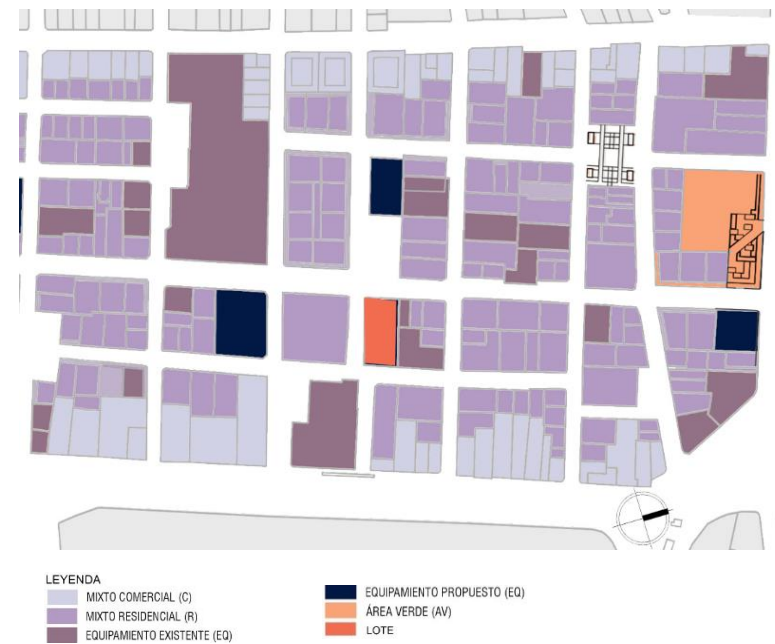 LEYENDA
MIXTO COMERCIAL (C)
MIXTO RESIDENCIAL (R)
EQUIPAMIENTO EXISTENTE (EQ)
EQUIPAMIENTO PROPUESTO (EQ)
ÁREA VERDE (AV)
LOTE